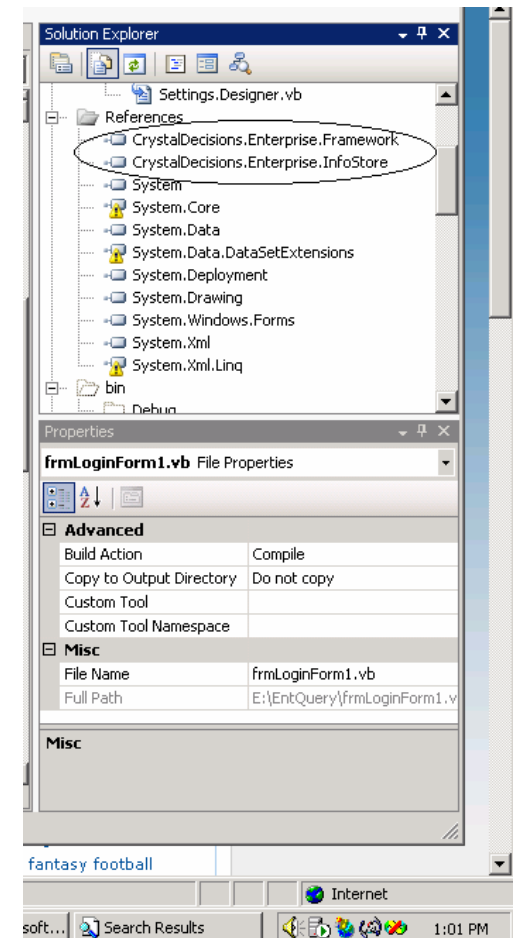 Solution Explorer
Settings.Designer.vb
References
CrystalDecisions.Enterprise.Framework
CrystalDecisions.Enterprise.InfoStore
System
System.Core
System.Data
System.Data.DataSetExtensions
System.Deployment
System.Drawing
System.Windows.Forms
System.Xml
System.Xml.Linq
bin
Debug
Properties
frmLoginForm1.vb File Properties
Advanced
Build Action Compile
Copy to Output Directory Do not copy
Custom Tool
Custom Tool Namespace
Misc
File Name frmLoginForm1.vb
Full Path E:\EntQuery\frmLoginForm1.v
Misc
fantasy football
Internet
soft... Search Results 1:01 PM